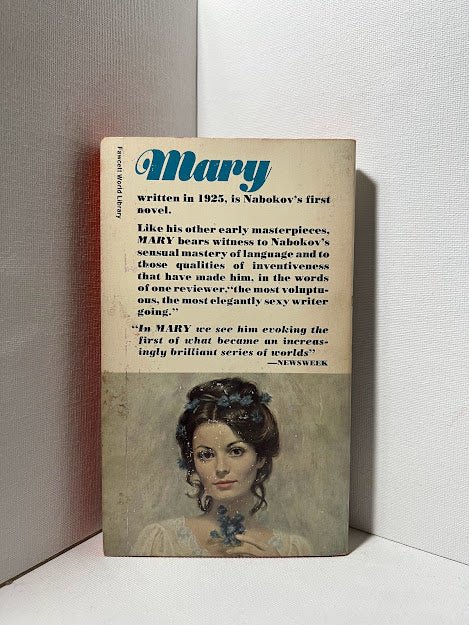 Fawcett World Library
Mary
written in 1925, is Nabokov's first
novel.
Like his other early masterpieces,
MARY bears witness to Nabokov's
sensual mastery of language and to
those qualities of inventiveness
that have made him, in the words
of one reviewer,“the most voluptu-
ous, the most elegantly sexy writer
going.”
“In MARY we see him evoking the
first of what became an increas-
ingly brilliant series of worlds”
—NEWSWEEK